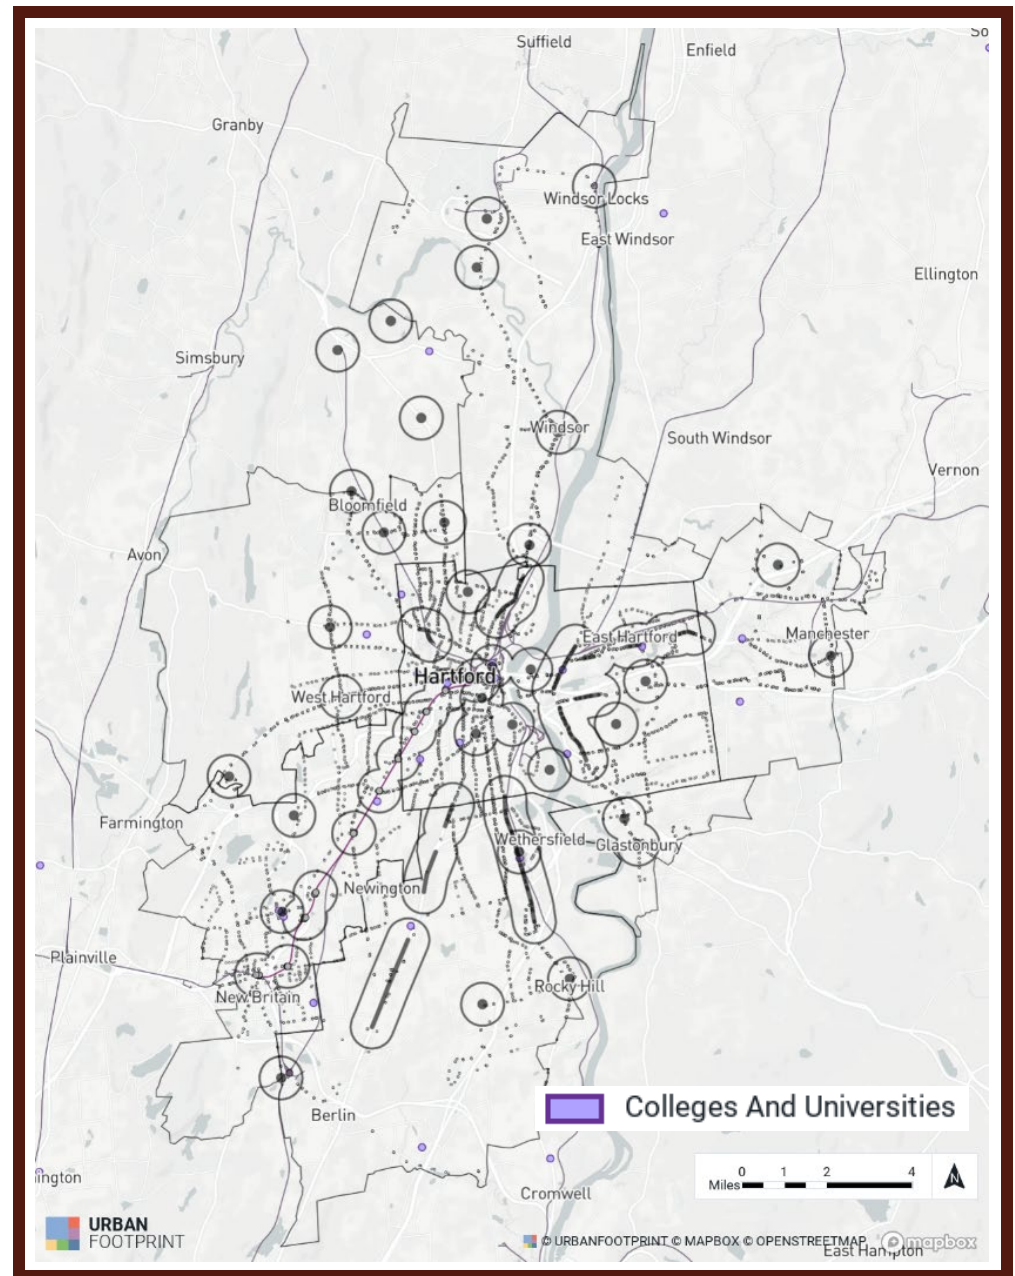 Suffield
Enfield
So
Granby
Windsor Locks
East Windsor
Ellington
Simsbury
Windsor
South Windsor
Vernon
Bloomfield
Avon
East Hartford
Manchester
Hartford
West Hartford
Farmington
Wethersfield
Glastonbury
Newington
Plainville
Rocky Hill
New Britain
Colleges And Universities
Berlin
0 1 2 4
Miles
N
ington
Cromwell
URBAN
FOOTPRINT
© URBANFOOTPRINT © MAPBOX © OPENSTREETMAP
mapbox
East Hampton